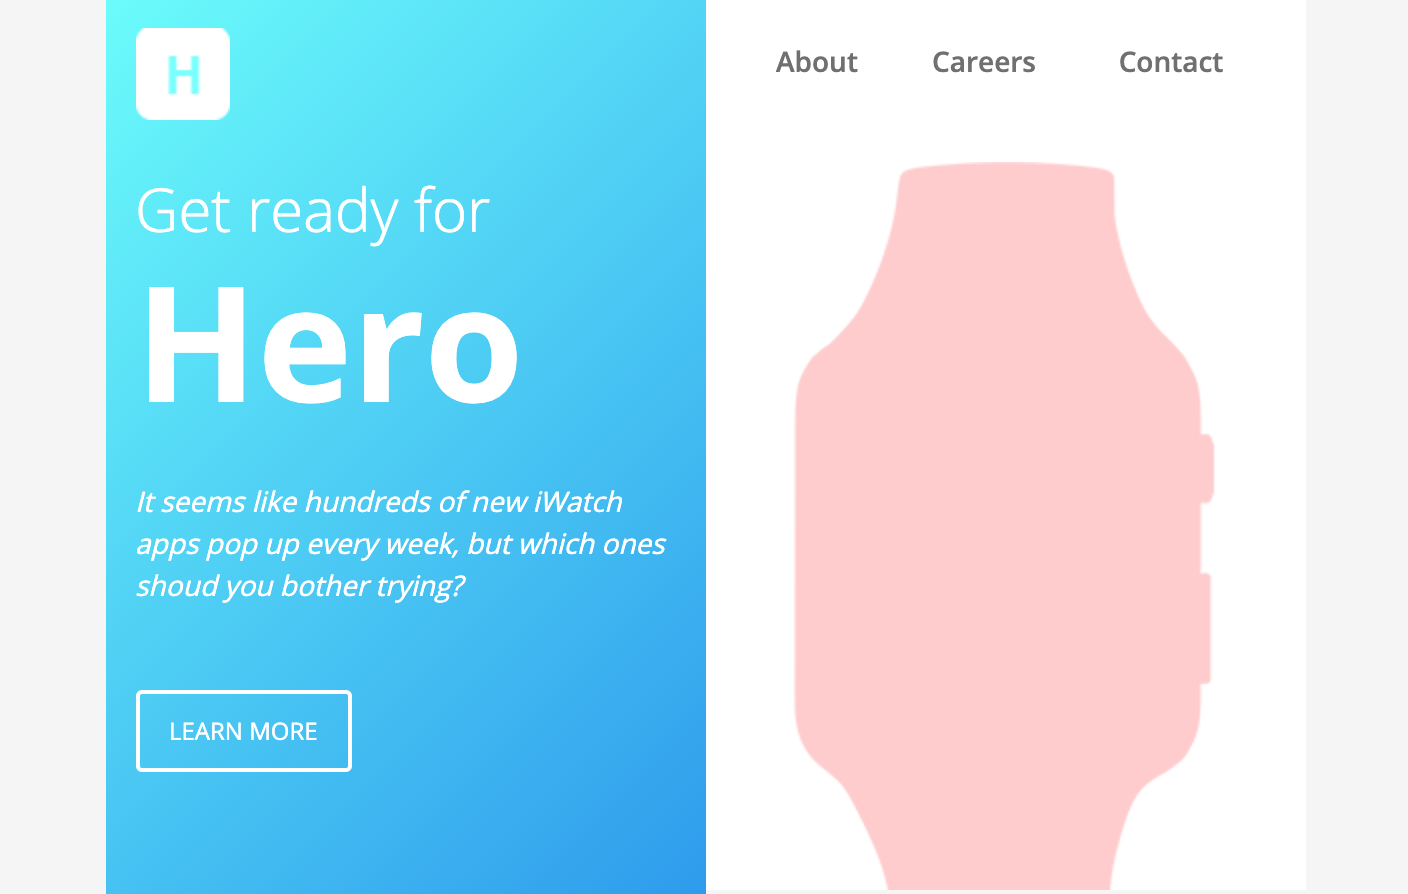 H
About Careers Contact
Get ready for
Hero
It seems like hundreds of new iWatch
apps pop up every week, but which ones
shoud you bother trying?
LEARN MORE